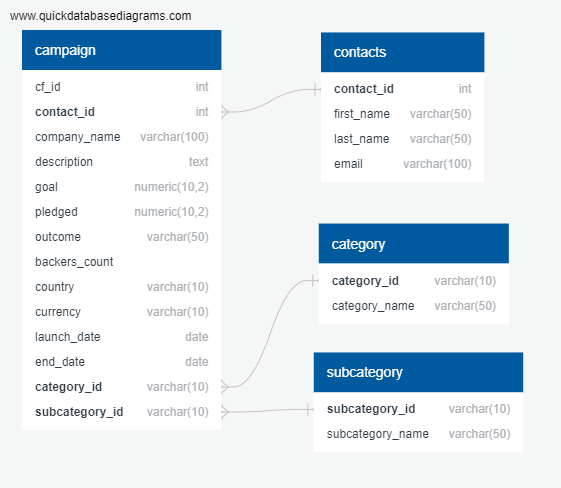 www.quickdatabasediagrams.com
campaign
cf_id int
contact_id int
company_name varchar(100)
description text
goal numeric(10,2)
pledged numeric(10,2)
outcome varchar(50)
backers_count
country varchar(10)
currency varchar(10)
launch_date date
end_date date
category_id varchar(10)
subcategory_id varchar(10)
contacts
contact_id int
first_name varchar(50)
last_name varchar(50)
email varchar(100)
category
category_id varchar(10)
category_name varchar(50)
subcategory
subcategory_id varchar(10)
subcategory_name varchar(50)